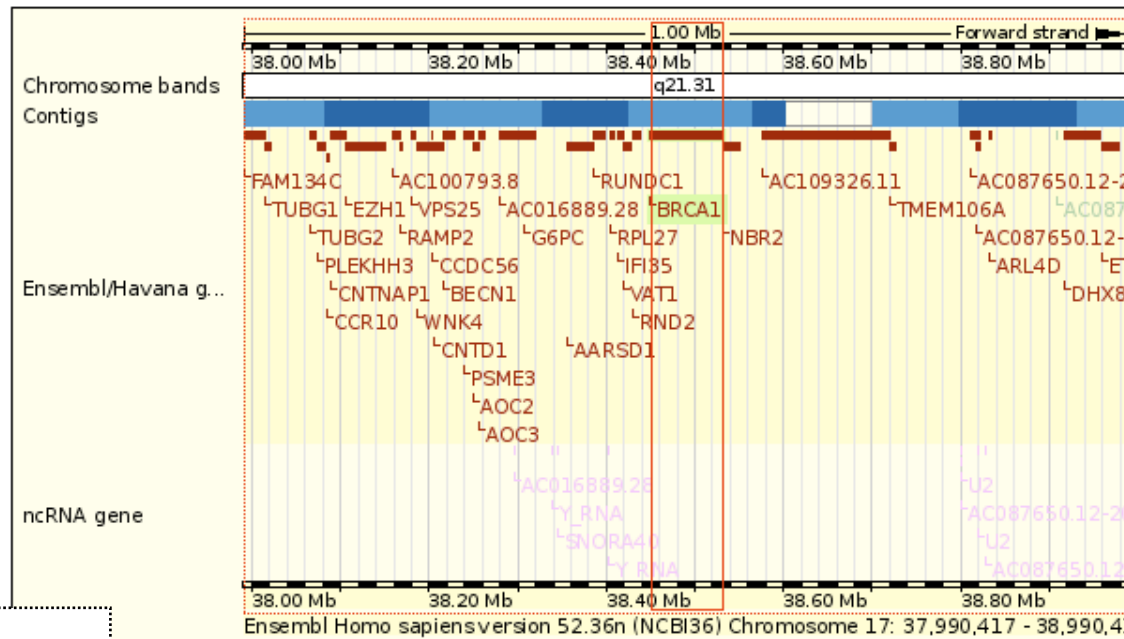 1.00 Mb Forward strand
38.00 Mb 38.20 Mb 38.40 Mb 38.60 Mb 38.80 Mb
Chromosome bands q21.31
Contigs
FAM134C AC100793.8 RUNDC1 AC109326.11 AC087650.12-2
TUBG1 EZH1 VPS25 AC016889.28 BRCA1 TMEM106A AC087
TUBG2 RAMP2 G6PC RPL27 NBR2 AC087650.12-
PLEKHH3 CCDC56 IFI35 ARL4D ET
Ensembl/Havana g...
CNTNAP1 BECN1 VAT1 DHX8
CCR10 WNK4 RND2
CNTD1 AARSD1
PSME3
AOC2
AOC3
AC016889.28 U2
ncRNA gene Y_RNA AC087650.12-20
SNORA40 U2
Y_RNA AC087650.12
38.00 Mb 38.20 Mb 38.40 Mb 38.60 Mb 38.80 Mb
Ensembl Homo sapiens version 52.36n (NCBI36) Chromosome 17: 37,990,417 - 38,990,4